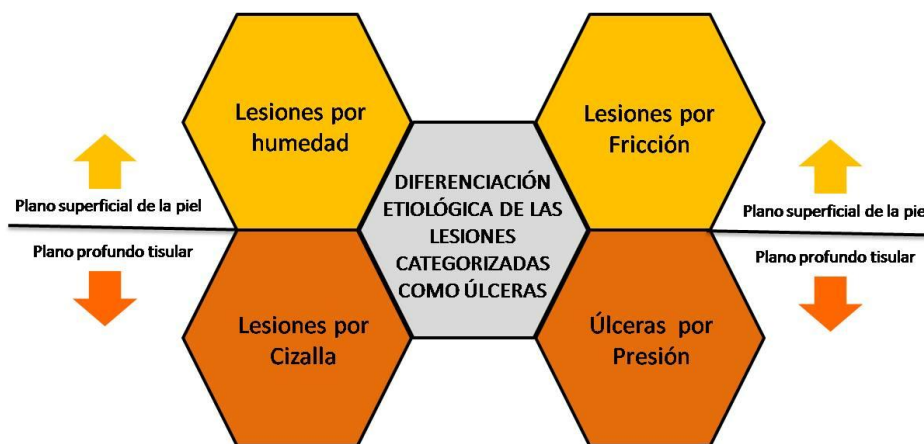 Lesiones por
humedad
Lesiones por
Fricción
DIFERENCIACIÓN
ETIOLÓGICA DE LAS
LESIONES
CATEGORIZADAS
COMO ÚLCERAS
Plano superficial de la piel
Plano profundo tisular
Plano superficial de la piel
Plano profundo tisular
Lesiones por
Cizalla
Úlceras por
Presión